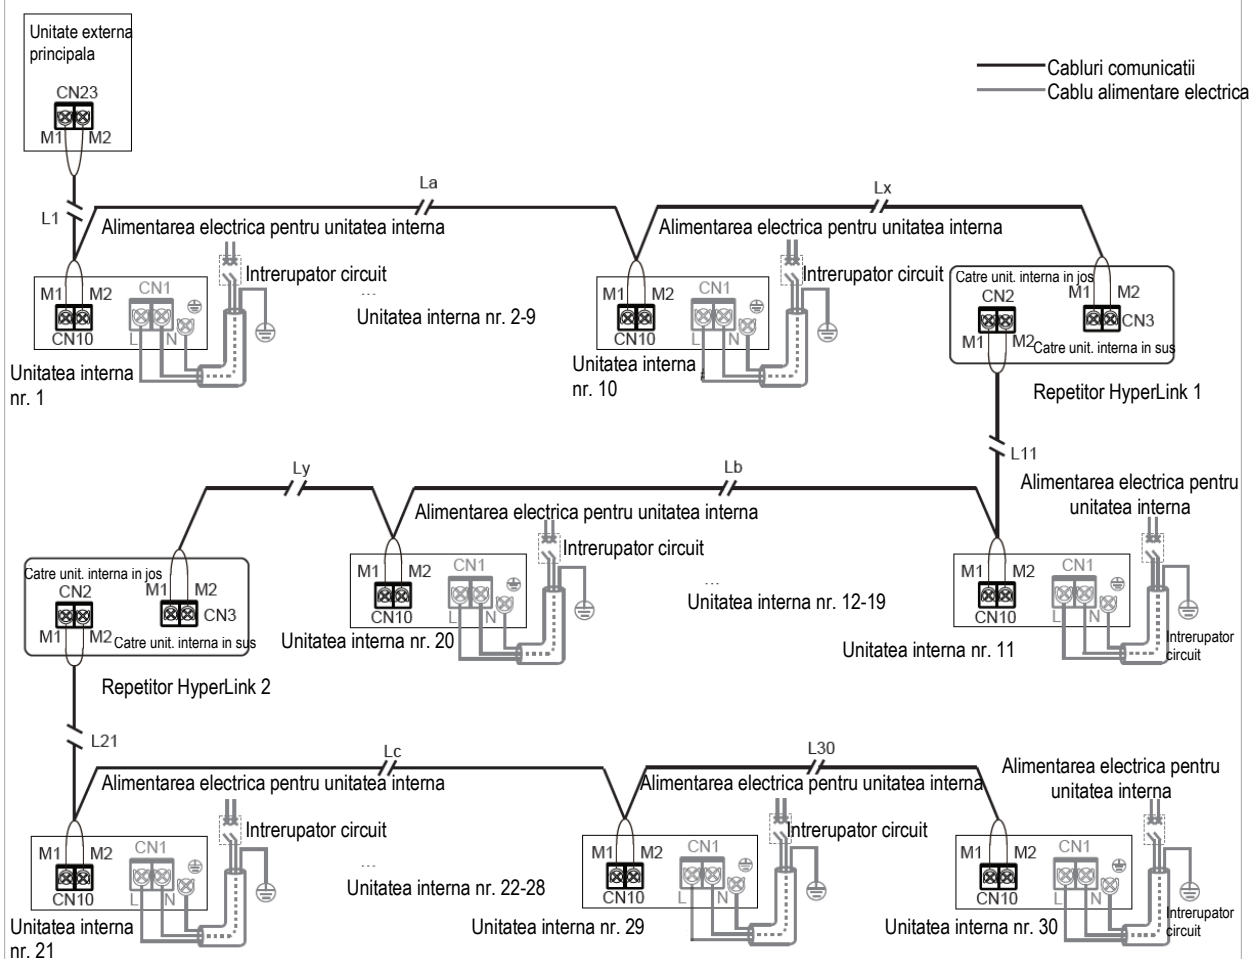 Unitate externa
principala
CN23
M1 M2
Cabluri comunicatii
Cablu alimentare electrica
L1
La
Lx
Alimentarea electrica pentru unitatea interna
Alimentarea electrica pentru unitatea interna
Intrerupator circuit
Intrerupator circuit
M1 M2 CN1
CN10
L N
Unitatea interna
nr. 1
...
Unitatea interna nr. 2-9
M1 M2 CN1
CN10
L N
Unitatea interna
nr. 10
Catre unit. interna in jos
CN2
M1 M2
M1 M2
CN3
Catre unit. interna in sus
Repetitor HyperLink 1
L11
Ly
Lb
Alimentarea electrica pentru unitatea interna
Alimentarea electrica pentru
unitatea interna
Intrerupator circuit
Catre unit. interna in jos
CN2
M1 M2
M1 M2
CN3
Catre unit. interna in sus
Repetitor HyperLink 2
M1 M2 CN1
CN10
L N
Unitatea interna nr. 20
...
Unitatea interna nr. 12-19
M1 M2 CN1
CN10
L N
Unitatea interna nr. 11
Intrerupator
circuit
L21
Lc
L30
Alimentarea electrica pentru unitatea interna
Alimentarea electrica pentru unitatea interna
Alimentarea electrica pentru
unitatea interna
Intrerupator circuit
Intrerupator circuit
M1 M2 CN1
CN10
L N
Unitatea interna
nr. 21
...
Unitatea interna nr. 22-28
M1 M2 CN1
CN10
L N
Unitatea interna nr. 29
M1 M2 CN1
CN10
L N
Unitatea interna nr. 30
Intrerupator
circuit